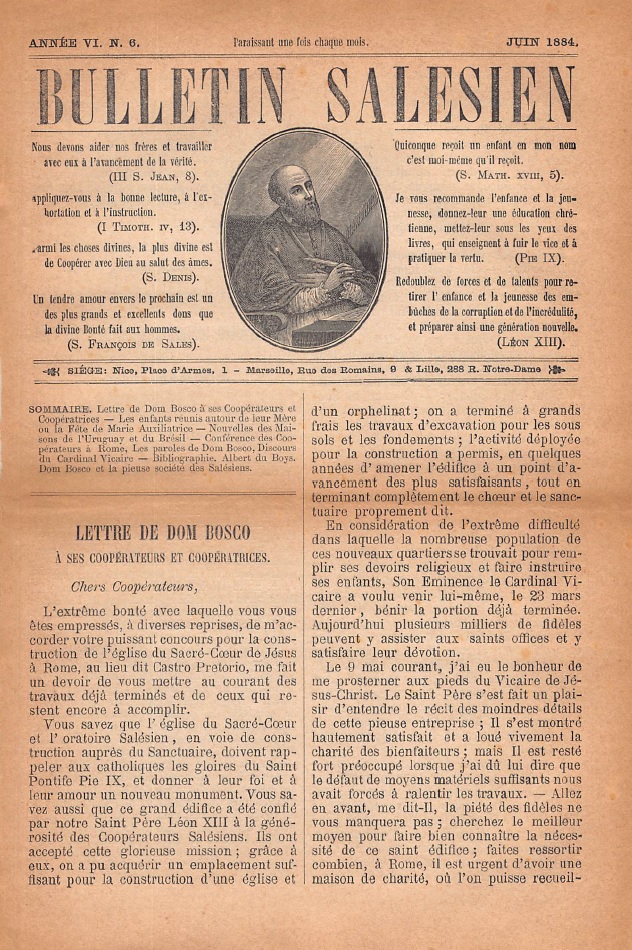 ANNÉE VI. N. 6.
Paraissant une fois chaque mois.
JUIN 1884.
BULLETIN SALESIEN
Nous devons aider nos frères et travailler
avec eux à l'avancement de la vérité.
(III S. JEAN, 8).
Appliquez-vous à la bonne lecture, à l'ex-
hortation et à l'instruction.
(I TIMOTH. IV, 13).
Parmi les choses divines, la plus divine est
de Coopérer avec Dieu au salut des âmes.
(S. DENIS).
Un tendre amour envers le prochain est un
des plus grands et excellents dons que
la divine Bonté fait aux hommes.
(S. FRANÇOIS DE SALES).
Quiconque reçoit un enfant en mon nom
c'est moi-même qu'il reçoit.
(S. MATH. XVIII, 5).
Je vous recommande l'enfance et la jeu-
nesse, donnez-leur une éducation chré-
tienne, mettez-leur sous les yeux des
livres, qui enseignent à fuir le vice et à
pratiquer la vertu. (PIE IX).
Redoublez de forces et de talents pour re-
tirer l' enfance et la jeunesse des em-
bûches de la corruption et de l'incrédulité,
et préparer ainsi une génération nouvelle.
(LÉON XIII).
SIÉGE: Nice, Place d'Armes, 1 – Marseille, Rue des Romains, 9 & Lille, 288 R. Notre-Dame
SOMMAIRE. Lettre de Dom Bosco à ses Coopérateurs et
Coopératrices — Les enfants réunis autour de leur Mère
ou la Fête de Marie Auxiliatrice — Nouvelles des Mai-
sons de l'Uruguay et du Brésil — Conférence des Coo-
pérateurs à Rome, Les paroles de Dom Bosco, Discours
du Cardinal Vicaire — Bibliographie, Albert du Boys,
Dom Bosco et la pieuse société des Salésiens.
LETTRE DE DOM BOSCO
À SES COOPÉRATEURS ET COOPÉRATRICES.
Chers Coopérateurs,
L'extrême bonté avec laquelle vous vous
êtes empressés, à diverses reprises, de m'ac-
corder votre puissant concours pour la cons-
truction de l'église du Sacré-Cœur de Jésus
à Rome, au lieu dit Castro Pretorio, me fait
un devoir de vous mettre au courant des
travaux déjà terminés et de ceux qui re-
stent encore à accomplir.
Vous savez que l' église du Sacré-Cœur
et l' oratoire Salésien, en voie de cons-
truction auprès du Sanctuaire, doivent rap-
peler aux catholiques les gloires du Saint
Pontife Pie IX, et donner à leur foi et à
leur amour un nouveau monument. Vous sa-
vez aussi que ce grand édifice a été confié
par notre Saint Père Léon XIII à la géné-
rosité des Coopérateurs Salésiens. Ils ont
accepté cette glorieuse mission ; grâce à
eux, on a pu acquérir un emplacement suf-
fisant pour la construction d'une église et
d'un orphelinat ; on a terminé à grands
frais les travaux d'excavation pour les sous
sols et les fondements ; l'activité déployée
pour la construction a permis, en quelques
années d' amener l'édifice à un point d'a-
vancement des plus satisfaisants, tout en
terminant complètement le chœur et le sanc-
tuaire proprement dit.
En considération de l'extrême difficulté
dans laquelle la nombreuse population de
ces nouveaux quartiers se trouvait pour rem-
plir ses devoirs religieux et faire instruire
ses enfants, Son Eminence le Cardinal Vi-
caire a voulu venir lui-même, le 23 mars
dernier, bénir la portion déjà terminée.
Aujourd'hui plusieurs milliers de fidèles
peuvent y assister aux saints offices et y
satisfaire leur dévotion.
Le 9 mai courant, j'ai eu le bonheur de
me prosterner aux pieds du Vicaire de Jé-
sus-Christ. Le Saint Père s'est fait un plai-
sir d'entendre le récit des moindres détails
de cette pieuse entreprise ; Il s'est montré
hautement satisfait et a loué vivement la
charité des bienfaiteurs ; mais Il est resté
fort préoccupé lorsque j'ai dû lui dire que
le défaut de moyens matériels suffisants nous
avait forcés à ralentir les travaux. — Allez
en avant, me dit-Il, la piété des fidèles ne
vous manquera pas ; cherchez le meilleur
moyen pour faire bien connaître la néces-
sité de ce saint édifice ; faites ressortir
combien, à Rome, il est urgent d'avoir une
maison de charité, où l'on puisse recueil-